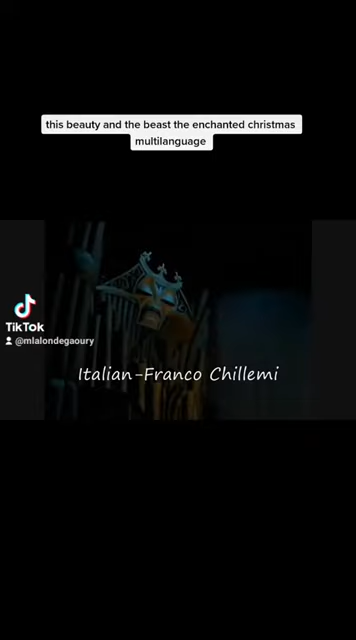 this beauty and the beast the enchanted christmas
multilanguage
TikTok
@mlalondegaoury
Italian-Franco Chillemi